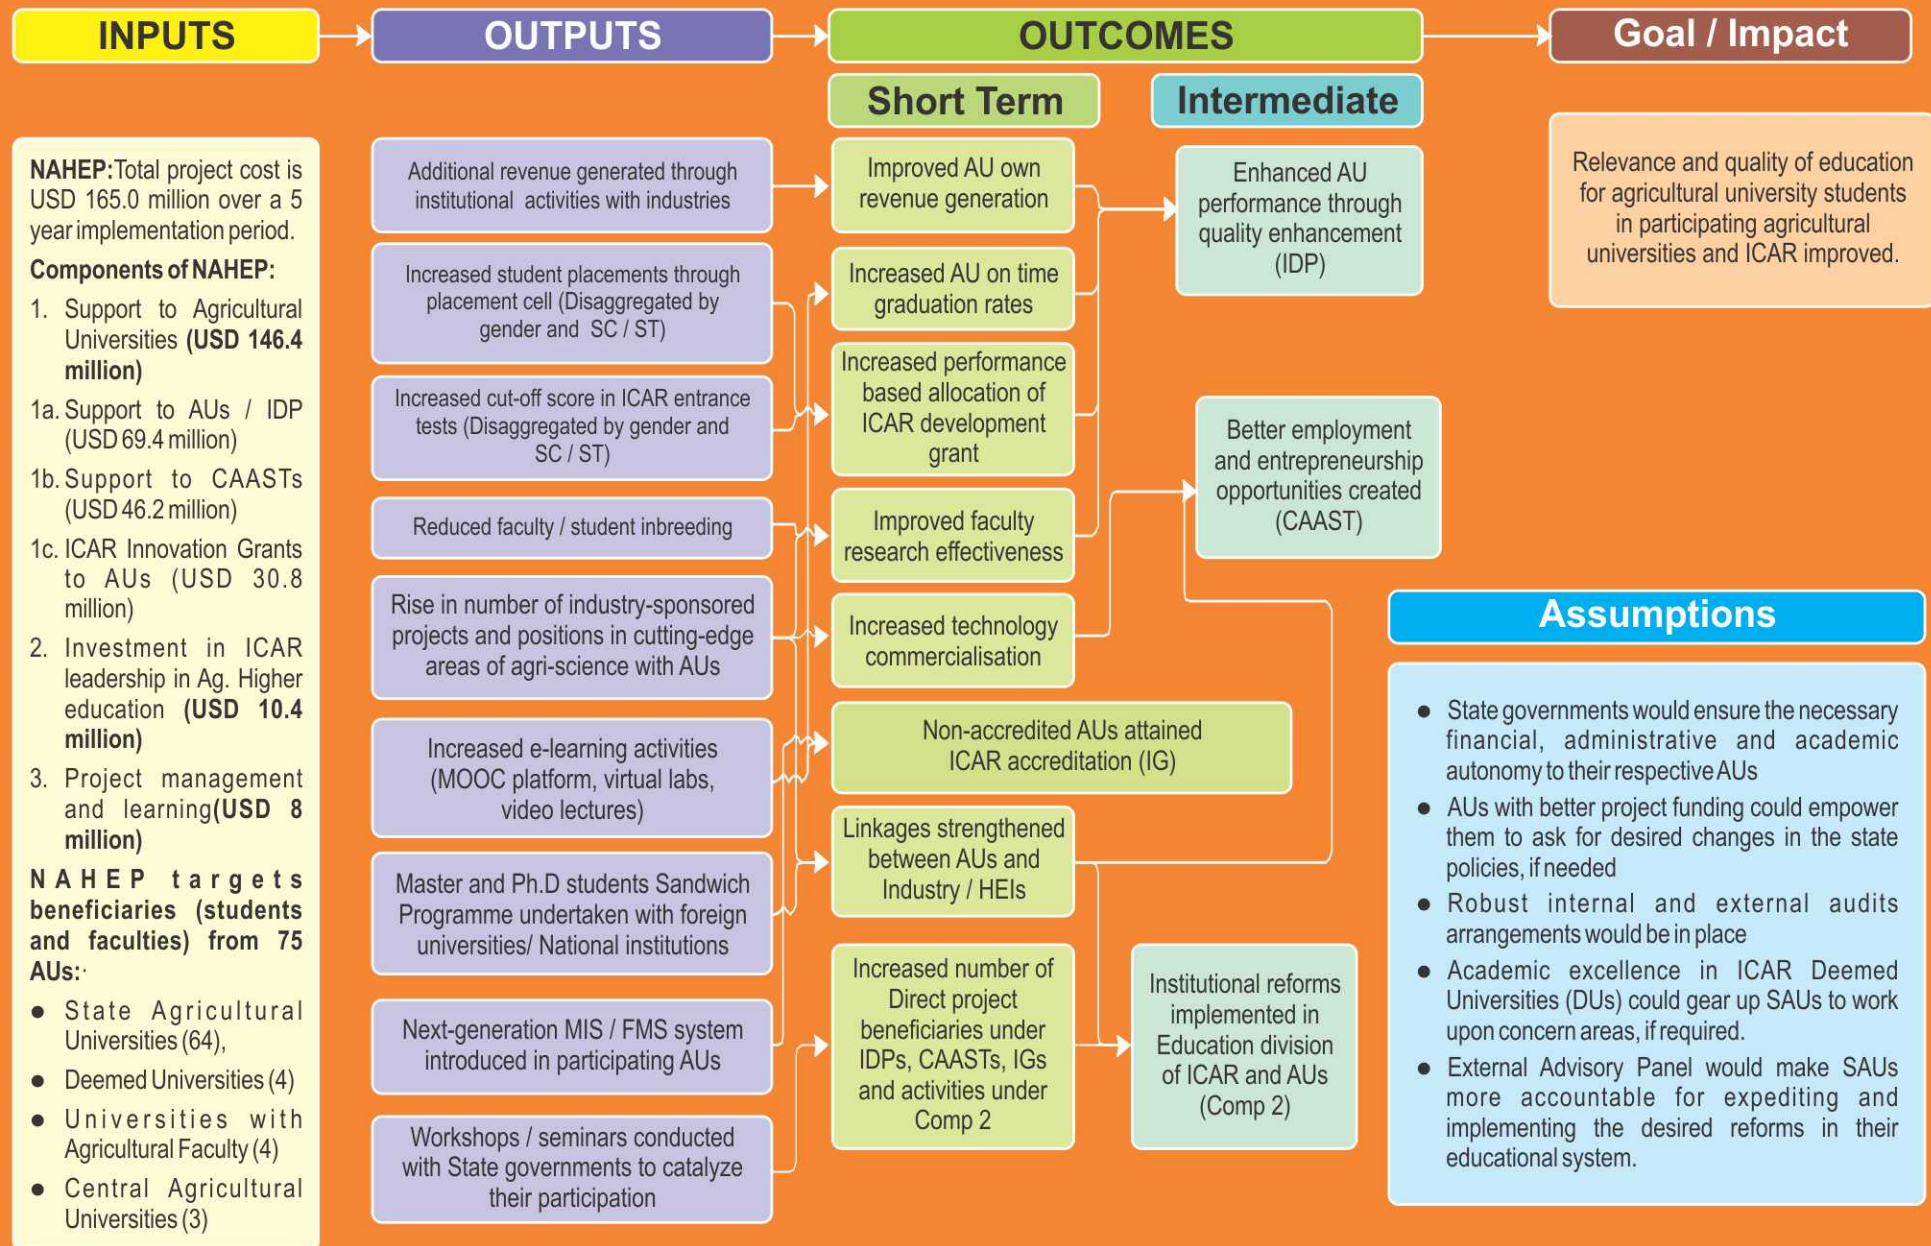 INPUTS
OUTPUTS
OUTCOMES
Goal / Impact
Short Term
Intermediate
NAHEP:Total project cost is
USD 165.0 million over a 5
year implementation period.
Components of NAHEP:
1. Support to Agricultural
Universities (USD 146.4
million)
1a. Support to AUs / IDP
(USD 69.4 million)
1b. Support to CAASTs
(USD 46.2 million)
1c. ICAR Innovation Grants
to AUs (USD 30.8
million)
2. Investment in ICAR
leadership in Ag. Higher
education (USD 10.4
million)
3. Project management
and learning(USD 8
million)
NAHEP targets
beneficiaries (students
and faculties) from 75
AUs:·
● State Agricultural
Universities (64),
● Deemed Universities (4)
● Universities with
Agricultural Faculty (4)
● Central Agricultural
Universities (3)
Additional revenue generated through
institutional activities with industries
Increased student placements through
placement cell (Disaggregated by
gender and SC / ST)
Increased cut-off score in ICAR entrance
tests (Disaggregated by gender and
SC / ST)
Reduced faculty / student inbreeding
Rise in number of industry-sponsored
projects and positions in cutting-edge
areas of agri-science with AUs
Increased e-learning activities
(MOOC platform, virtual labs,
video lectures)
Master and Ph.D students Sandwich
Programme undertaken with foreign
universities/ National institutions
Next-generation MIS / FMS system
introduced in participating AUs
Workshops / seminars conducted
with State governments to catalyze
their participation
Improved AU own
revenue generation
Increased AU on time
graduation rates
Increased performance
based allocation of
ICAR development
grant
Improved faculty
research effectiveness
Increased technology
commercialisation
Non-accredited AUs attained
ICAR accreditation (IG)
Linkages strengthened
between AUs and
Industry / HEIs
Increased number of
Direct project
beneficiaries under
IDPs, CAASTs, IGs
and activities under
Comp 2
Enhanced AU
performance through
quality enhancement
(IDP)
Better employment
and entrepreneurship
opportunities created
(CAAST)
Institutional reforms
implemented in
Education division
of ICAR and AUs
(Comp 2)
Relevance and quality of education
for agricultural university students
in participating agricultural
universities and ICAR improved.
Assumptions
● State governments would ensure the necessary
financial, administrative and academic
autonomy to their respective AUs
● AUs with better project funding could empower
them to ask for desired changes in the state
policies, if needed
● Robust internal and external audits
arrangements would be in place
● Academic excellence in ICAR Deemed
Universities (DUs) could gear up SAUs to work
upon concern areas, if required.
● External Advisory Panel would make SAUs
more accountable for expediting and
implementing the desired reforms in their
educational system.